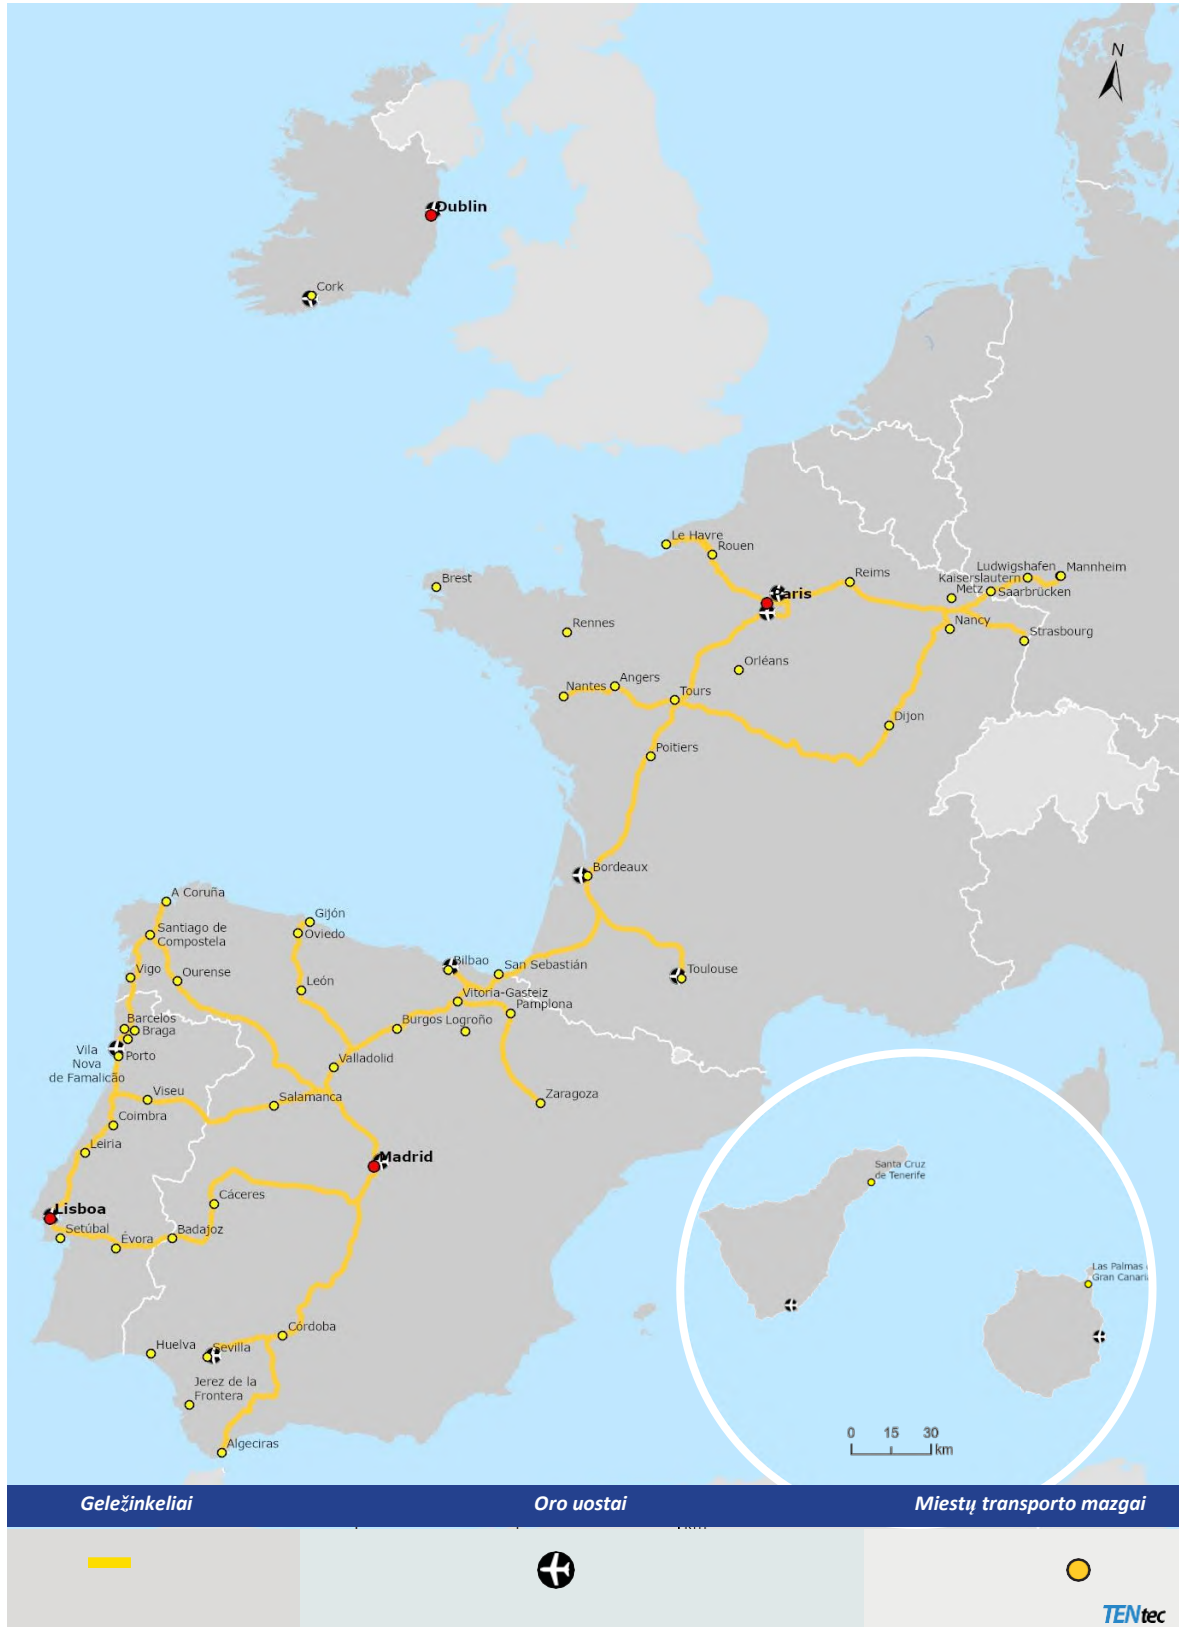 N
Dublin
Cork
Le Havre
Rouen
Brest
Reims
Ludwigshafen
Mannheim
Kaiserslautern
Metz
Saarbrücken
Rennes
Nancy
Strasbourg
Orléans
Angers
Nantes
Tours
Dijon
Poitiers
Bordeaux
A Coruña
Gijón
Santiago de
Compostela
Oviedo
Bilbao
San Sebastián
Toulouse
Vigo
Ourense
León
Vitoria-Gasteiz
Pamplona
Barcelos
Burgos
Logroño
Braga
Vila
Nova
de Famalicão
Porto
Valladolid
Viseu
Salamanca
Zaragoza
Coimbra
Leiria
Madrid
Santa Cruz
de Tenerife
Cáceres
Lisboa
Setúbal
Évora
Badajoz
Las Palmas
Gran Canari
Córdoba
Huelva
Sevilla
Jerez de la
Frontera
Algeciras
0 15 30
km
Geležinkeliai
Oro uostai
Miestų transporto mazgai
TENtec